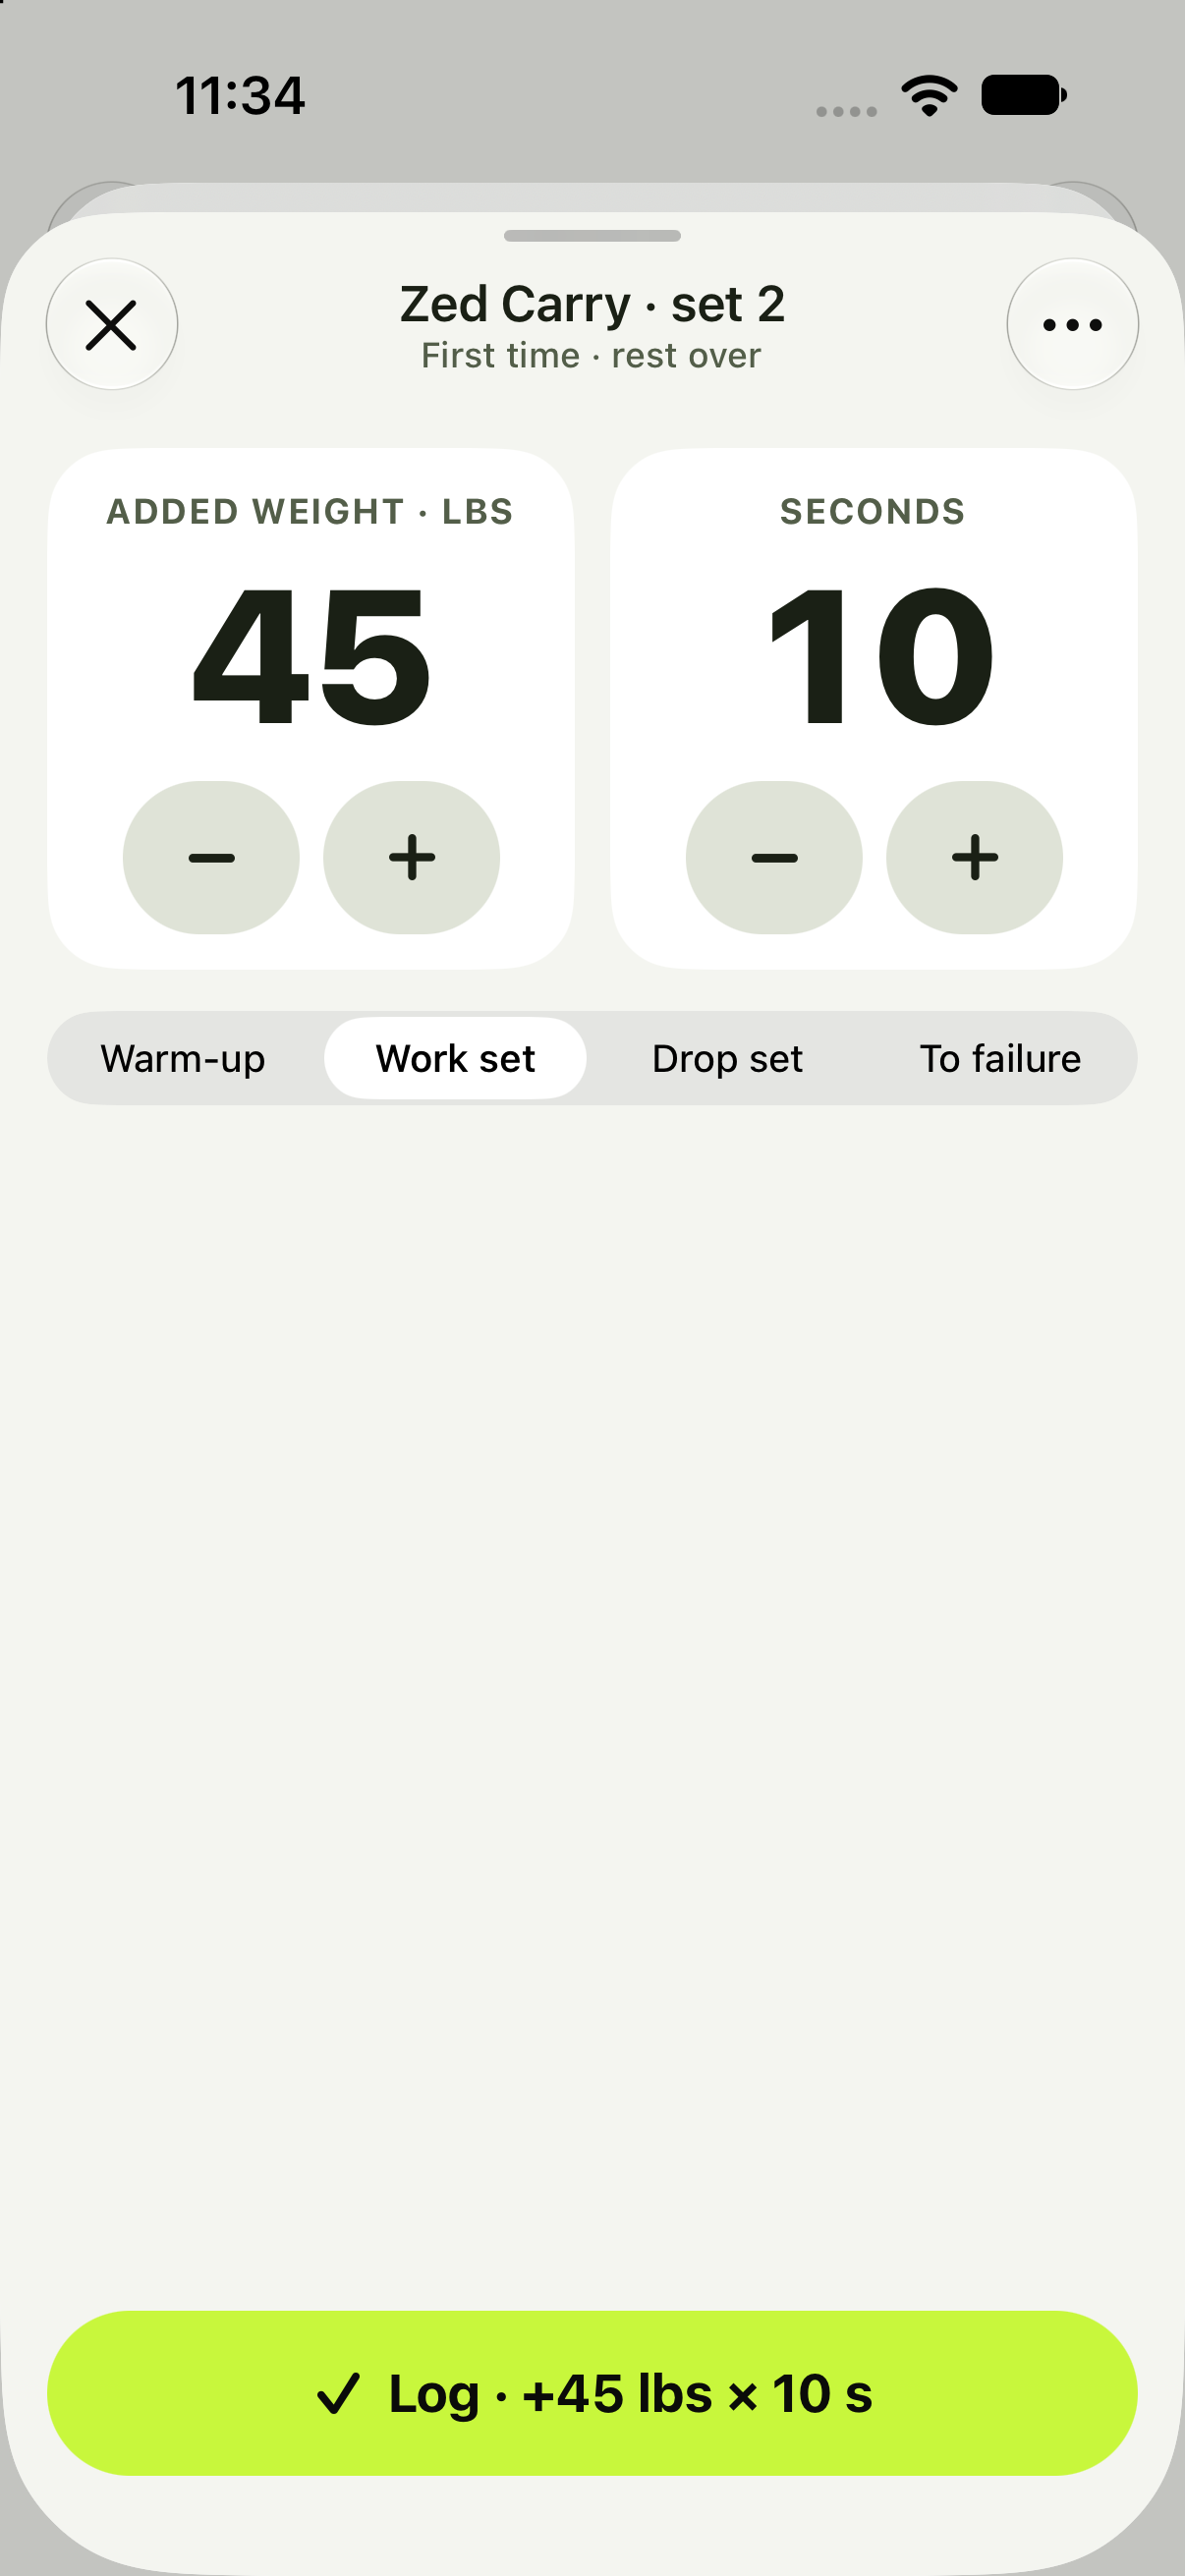 11:34
Zed Carry · set 2
First time · rest over
ADDED WEIGHT · LBS
45
SECONDS
10
Warm-up
Work set
Drop set
To failure
Log · +45 lbs × 10 s